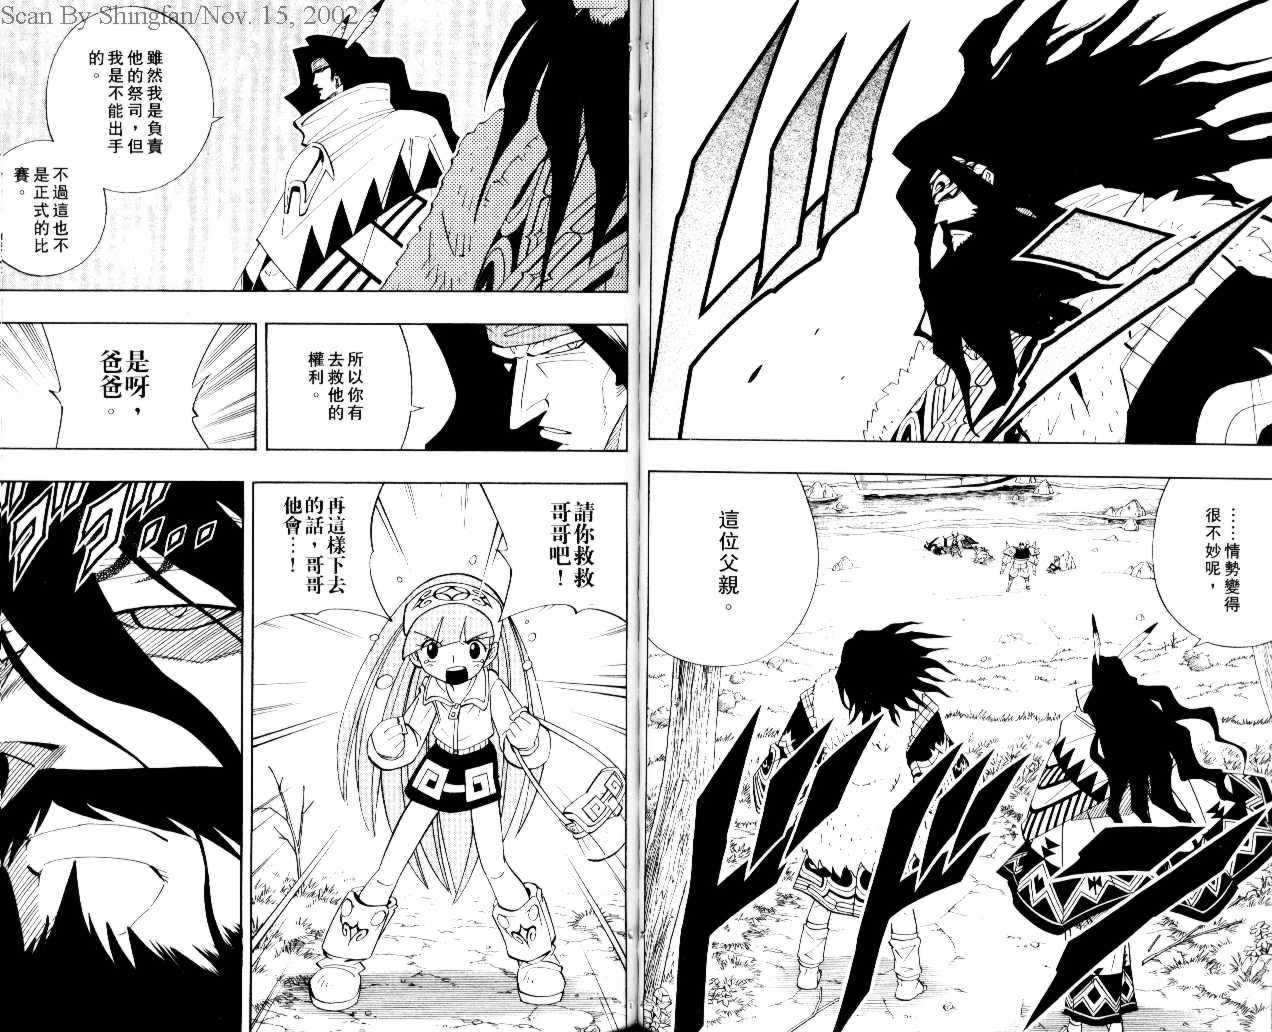 Scan By Shingfan/Nov. 15, 2002
……情勢變得
很不妙呢，
這位父親。
雖然我是負責
他的祭司，但
我是不能出手
的。
不過這也不
是正式的比
賽。
所以你有
去救他的
權利。
是呀，
爸爸。
請你救救
哥哥吧！
再這樣下去
的話，哥哥
他會…！